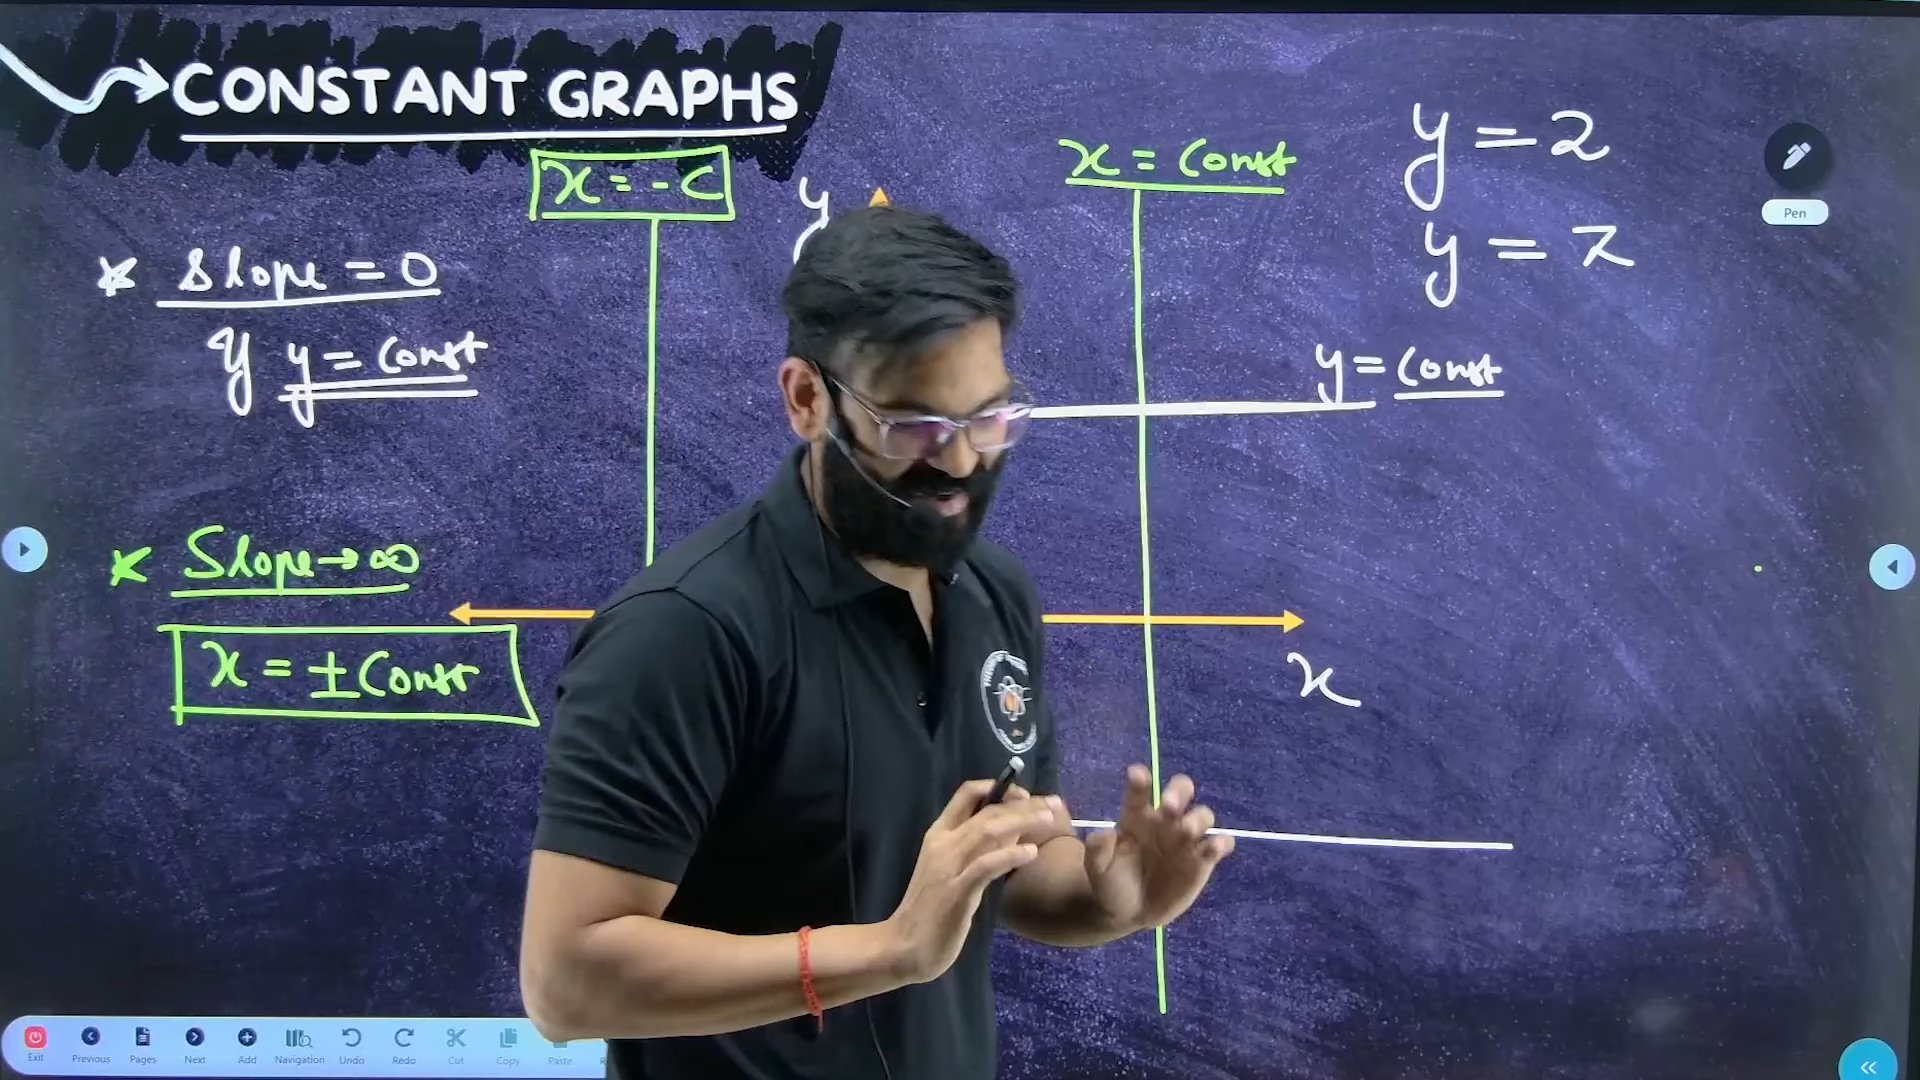 CONSTANT GRAPHS
x = -c
y
x = Const
y = 2
y = π
Pen
* Slope = 0
y y = Const
y = Const
* Slope → ∞
x = ± Const
x
Exit
Previous
Pages
Next
Add
Navigation
Undo
Redo
Cut
Copy
Paste